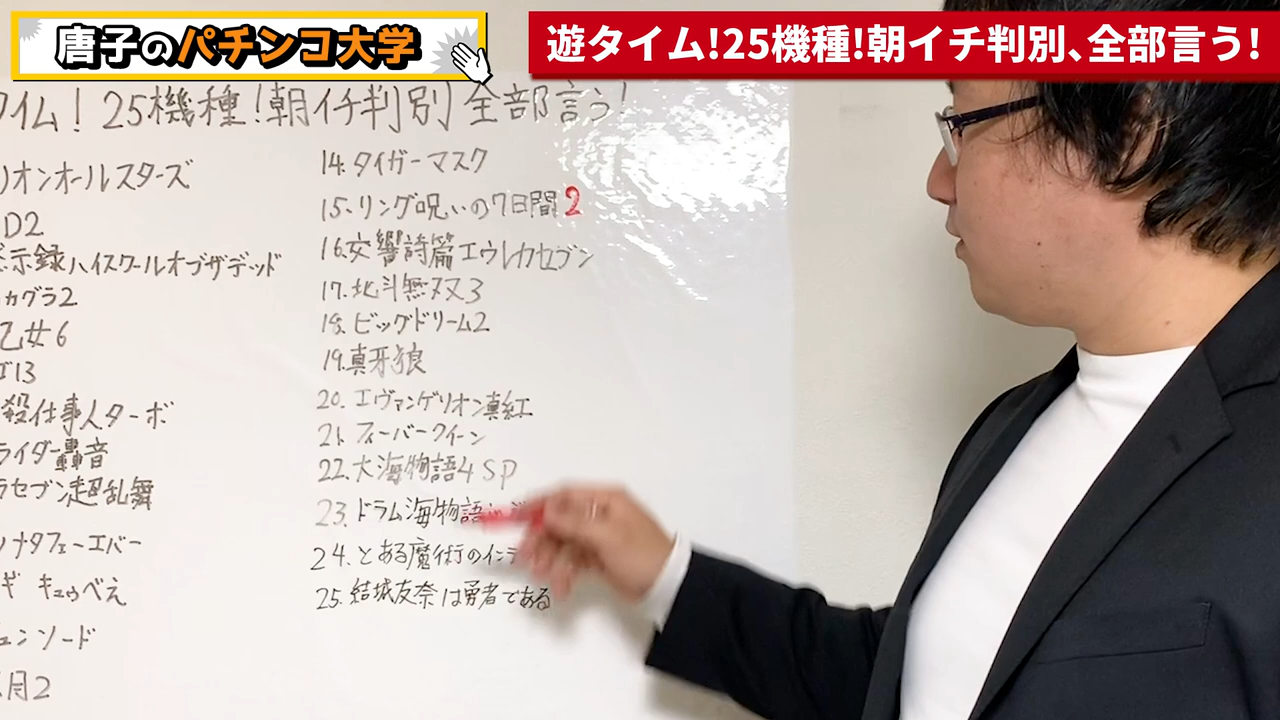 唐子のパチンコ大学
遊タイム!25機種!朝イチ判別、全部言う!
イム！25機種！朝イチ判別 全部言う！
リオンオールスターズ
D2
示録ハイスクールオブザデッド
カグラ2
乙女6
13
殺仕事人ターボ
ライダー轟音
ラセブン超乱舞
ナタフェーエバー
ギ キュゥべえ
ュンソード
月2
14.タイガーマスク
15.リング呪いの7日間2
16.交響詩篇エウレカセブン
17.北斗無双3
18.ビッグドリーム2
19.真牙狼
20.エヴァンゲリオン真紅
21.フィーバークイーン
22.大海物語4SP
23.ドラム海物語in
24.とある魔術のイン
25.結城友奈は勇者である